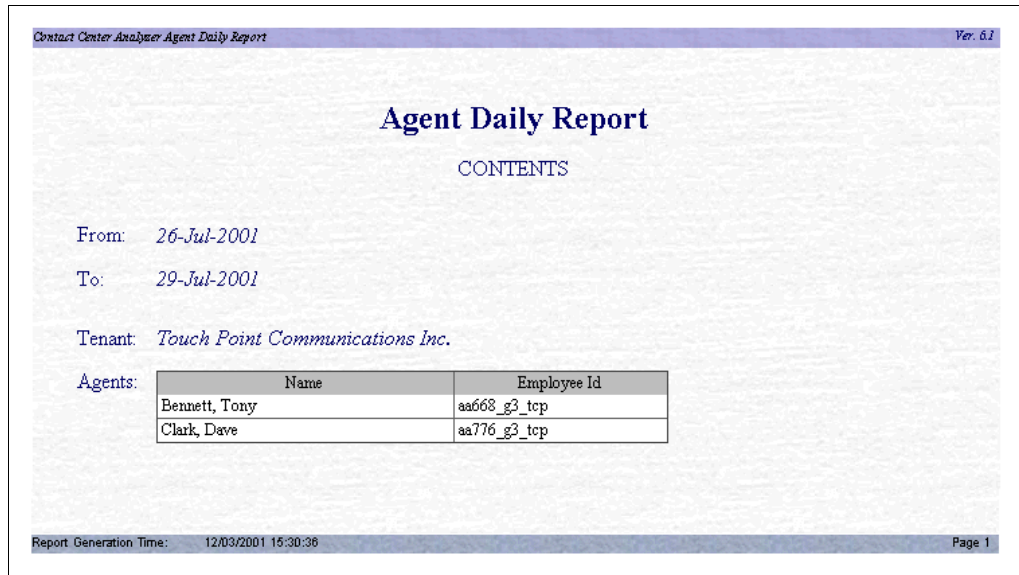 Contact Center Analyzer Agent Daily Report Ver. 6.1
Agent Daily Report
CONTENTS
From: 26-Jul-2001
To: 29-Jul-2001
Tenant: Touch Point Communications Inc.
Agents: Name Employee Id
Bennett, Tony aa668_g3_tcp
Clark, Dave aa776_g3_tcp
Report Generation Time: 12/03/2001 15:30:36 Page 1